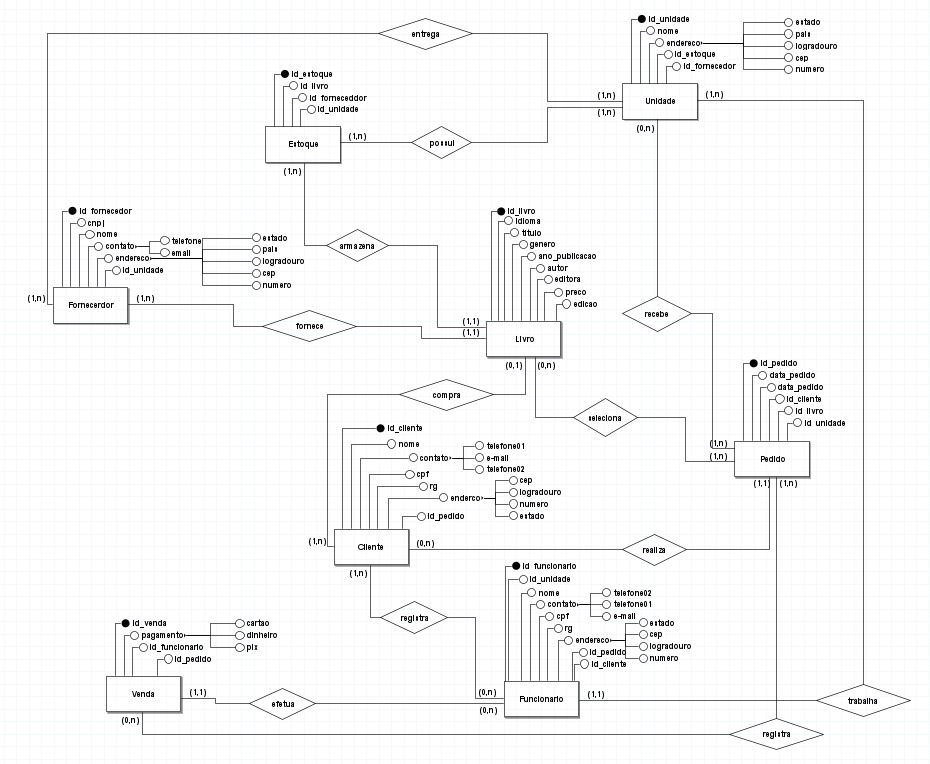 id_unidade
nome
endereco
id_estoque
id_fornecedor
estado
pais
logradouro
cep
numero
entrega
Unidade
(1,n)
(1,n)
(1,n)
(0,n)
id_estoque
id_livro
id_forneceddor
id_unidade
Estoque
(1,n)
possui
(1,n)
id_fornecedor
cnpj
nome
contato
telefone
email
endereco
estado
pais
logradouro
cep
numero
id_unidade
Fornecerdor
(1,n)
(1,n)
armazena
fornece
id_livro
idioma
titulo
genero
ano_publicacao
autor
editora
preco
edicao
(1,1)
(1,1)
Livro
(0,1)
(0,n)
recebe
compra
seleciona
id_pedido
data_pedido
data_pedido
id_cliente
id_livro
id_unidade
(1,n)
(1,n)
Pedido
(1,1)
(1,n)
id_cliente
nome
contato
telefone01
e-mail
telefone02
cpf
rg
enderco
cep
logradouro
numero
estado
id_pedido
(1,n)
Cliente
(0,n)
(1,n)
realiza
registra
id_funcionario
id_unidade
nome
contato
telefone02
telefone01
e-mail
cpf
rg
endereco
estado
cep
logradouro
numero
id_pedido
id_cliente
(0,n)
(0,n)
Funcionario
(1,1)
trabalha
id_venda
pagamento
cartao
dinheiro
pix
id_funcionario
id_pedido
Venda
(1,1)
(0,n)
efetua
registra